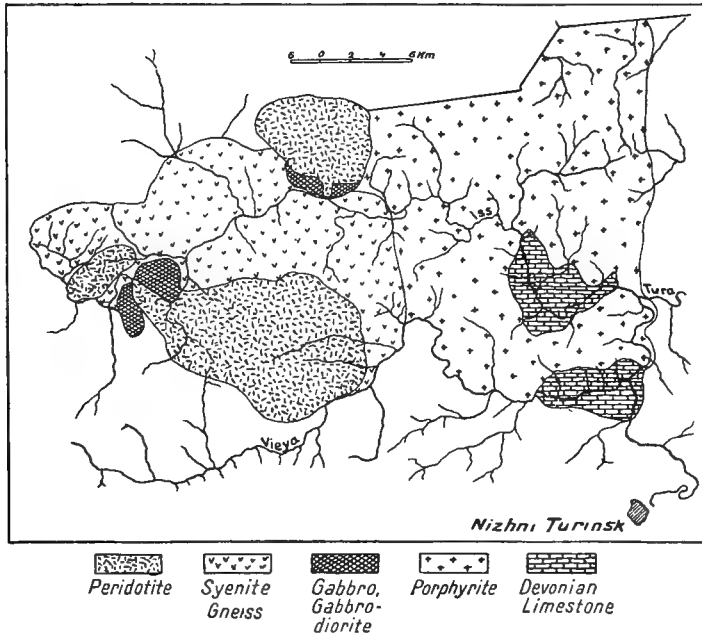 6 0 2 4 6 Km
Iss
Tura
Vieya
Nizhni Turinsk
Peridotite
Syenite
Gneiss
Gabbro,
Gabbro-
diorite
Porphyrite
Devonian
Limestone